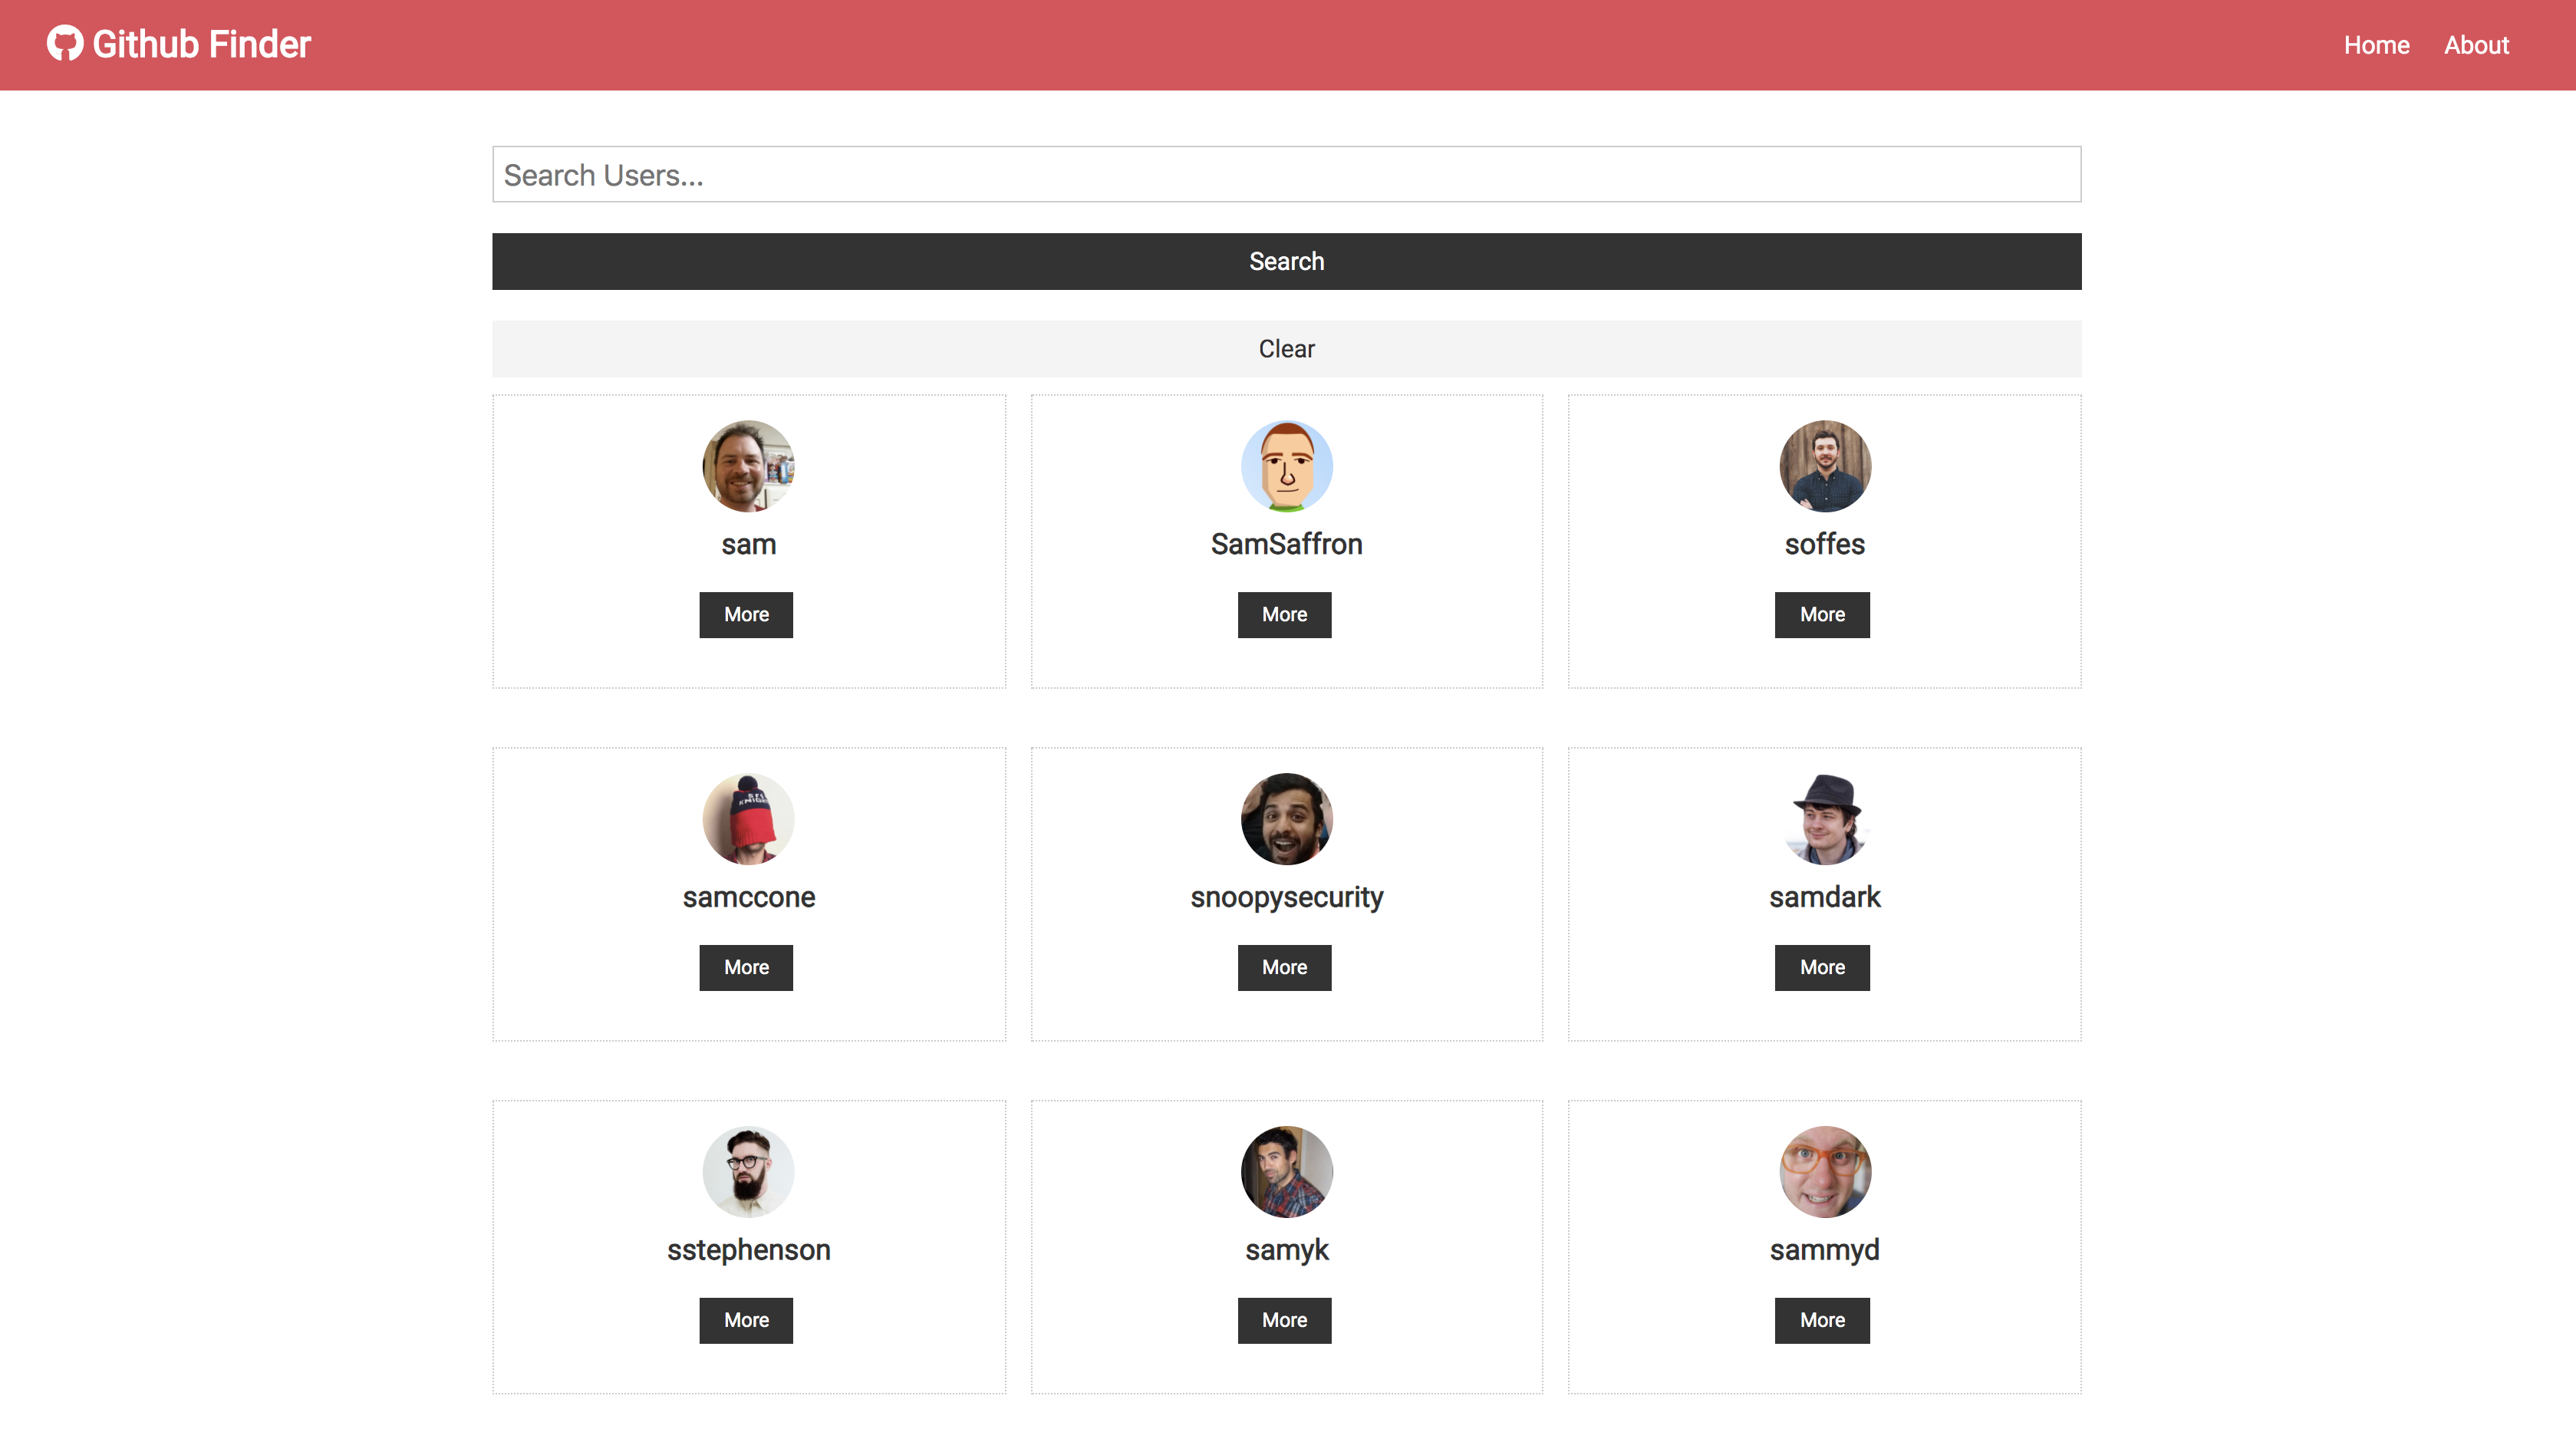 Github Finder
Home About
Search Users...
Search
Clear
sam
SamSaffron
soffes
More
More
More
samccone
snoopysecurity
samdark
More
More
More
sstephenson
samyk
sammyd
More
More
More